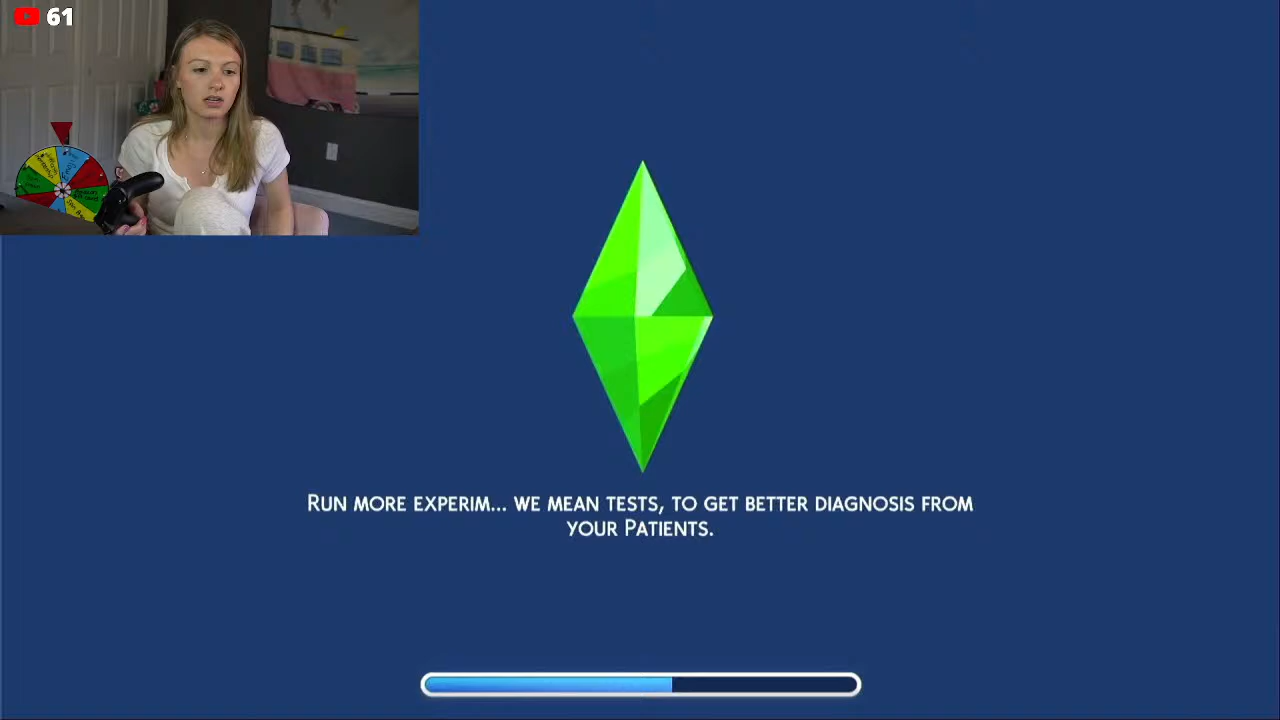 61
RUN MORE EXPERIM... WE MEAN TESTS, TO GET BETTER DIAGNOSIS FROM
YOUR PATIENTS.